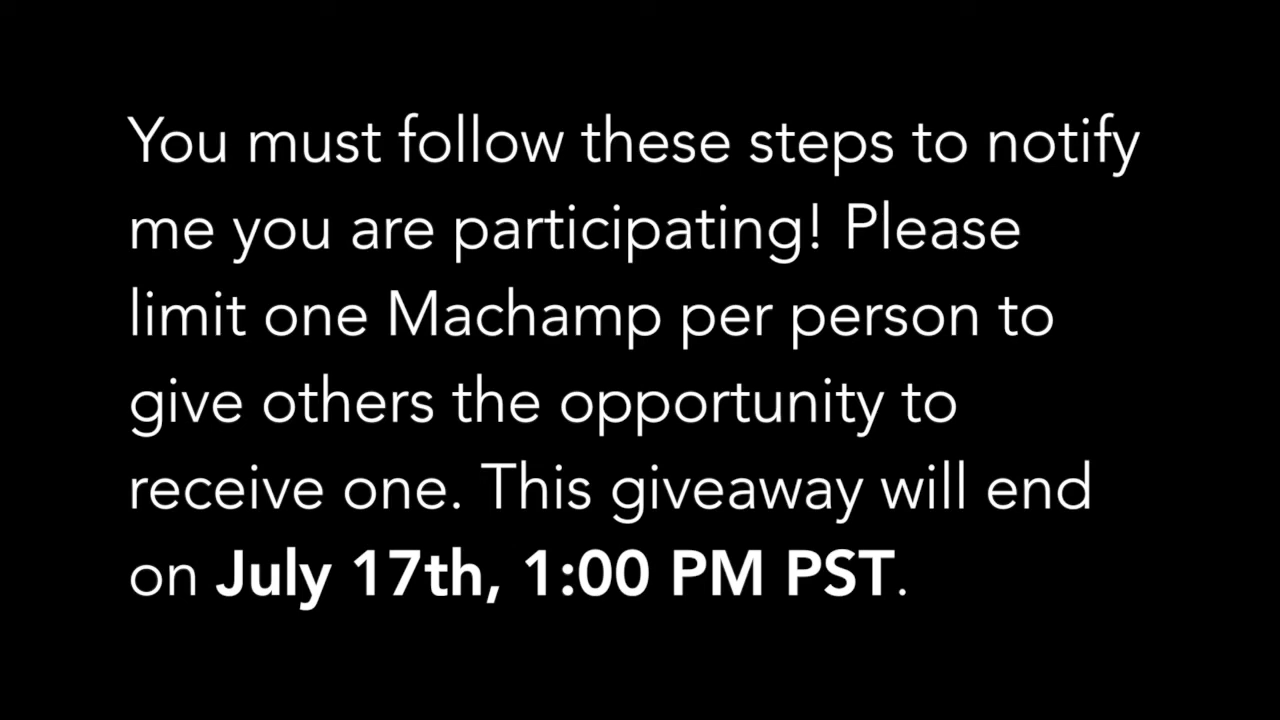 You must follow these steps to notify
me you are participating! Please
limit one Machamp per person to
give others the opportunity to
receive one. This giveaway will end
on July 17th, 1:00 PM PST.